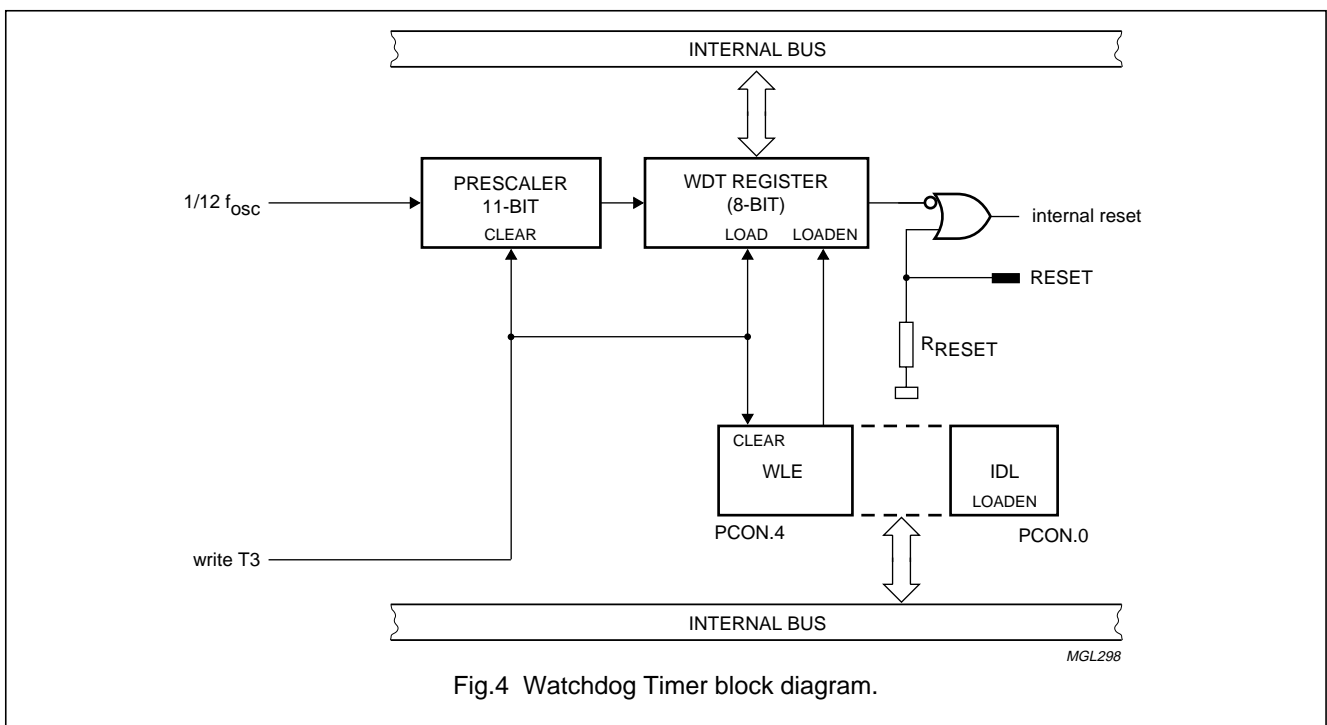 INTERNAL BUS
PRESCALER
11-BIT
CLEAR
WDT REGISTER
(8-BIT)
LOAD LOADEN
1/12 fosc
internal reset
RESET
RRESET
CLEAR
WLE
IDL
LOADEN
PCON.4
PCON.0
write T3
INTERNAL BUS
MGL298
Fig.4 Watchdog Timer block diagram.